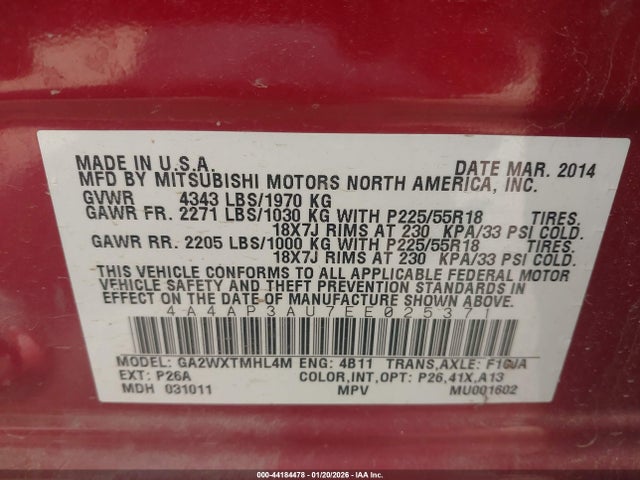 MADE IN U.S.A. DATE MAR. 2014
MFD BY MITSUBISHI MOTORS NORTH AMERICA, INC.
GVWR 4343 LBS/1970 KG
GAWR FR. 2271 LBS/1030 KG WITH P225/55R18 TIRES.
18X7J RIMS AT 230 KPA/33 PSI COLD.
GAWR RR. 2205 LBS/1000 KG WITH P225/55R18 TIRES.
18X7J RIMS AT 230 KPA/33 PSI COLD.
THIS VEHICLE CONFORMS TO ALL APPLICABLE FEDERAL MOTOR
VEHICLE SAFETY AND THEFT PREVENTION STANDARDS IN
EFFECT ON THE DATE OF MANUFACTURE SHOWN ABOVE.
4A4AP3AU7EE025371
MODEL: GA2WXTMHL4M ENG: 4B11 TRANS,AXLE: F1CJA
EXT: P26A COLOR,INT,OPT: P26,41X,A13
MDH 031011 MPV MU001602
000-44184478 - 01/20/2026 - IAA Inc.